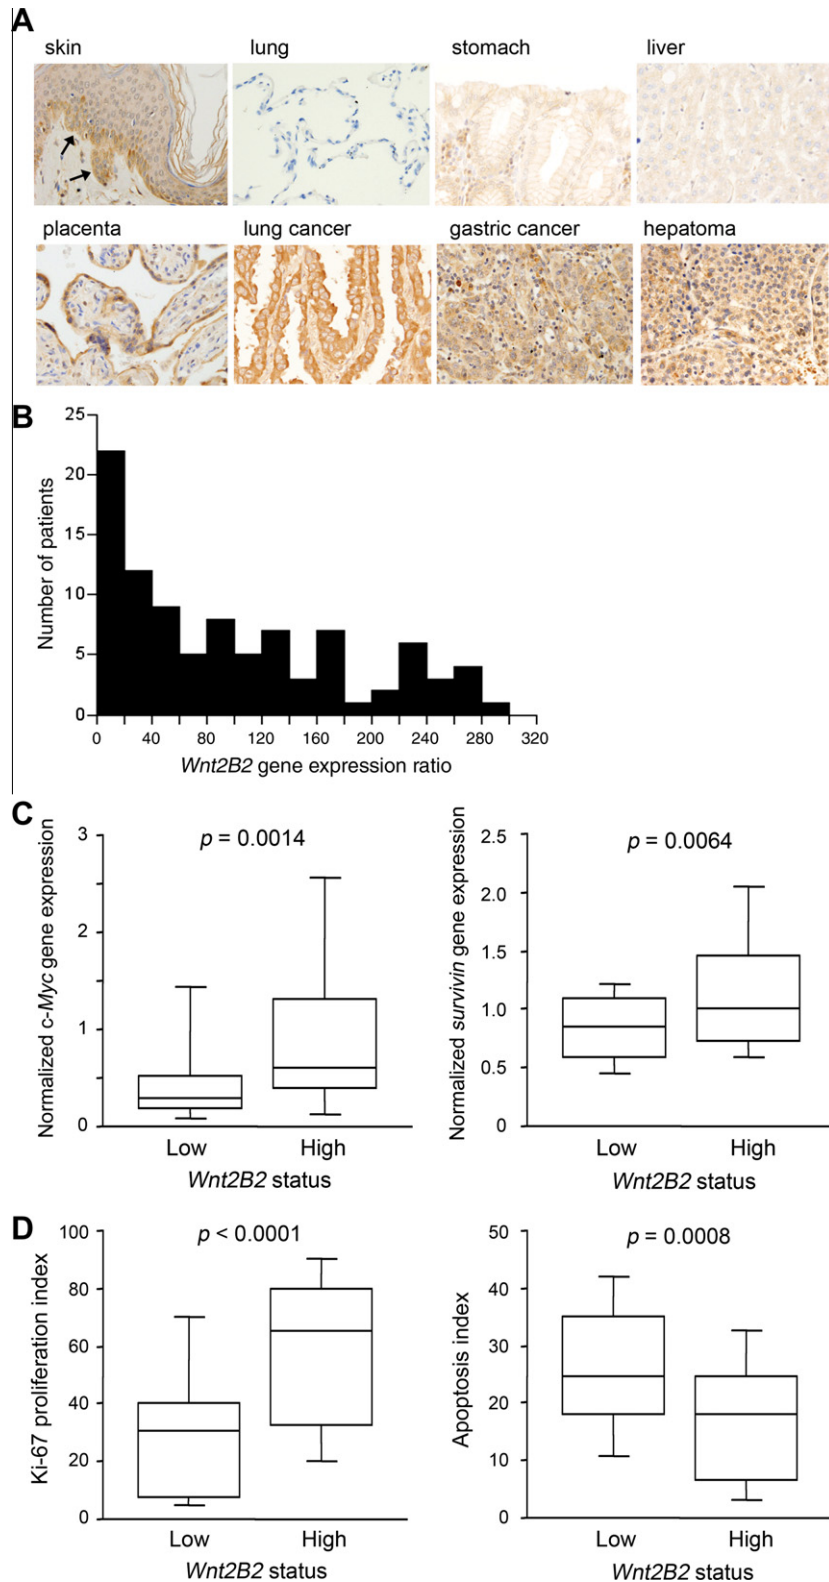 A
skin lung stomach liver
placenta lung cancer gastric cancer hepatoma
B
25
20
15
10
5
0
Number of patients
0 40 80 120 160 200 240 280 320
Wnt2B2 gene expression ratio
C
p = 0.0014
3
2
1
0
Normalized c-Myc gene expression
Low High
Wnt2B2 status
p = 0.0064
2.5
2.0
1.5
1.0
0.5
0
Normalized survivin gene expression
Low High
Wnt2B2 status
D
p < 0.0001
100
80
60
40
20
0
Ki-67 proliferation index
Low High
Wnt2B2 status
p = 0.0008
50
40
30
20
10
0
Apoptosis index
Low High
Wnt2B2 status